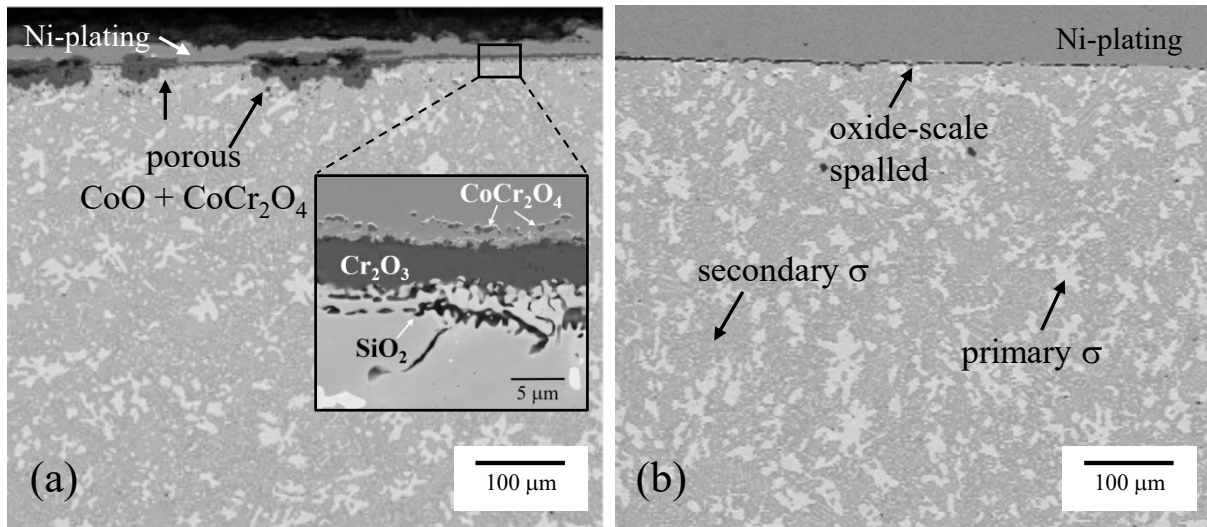 Ni-plating
porous
CoO + CoCr₂O₄
CoCr₂O₄
Cr₂O₃
SiO₂
5 μm
(a)
100 μm
Ni-plating
oxide-scale
spalled
secondary σ
primary σ
(b)
100 μm